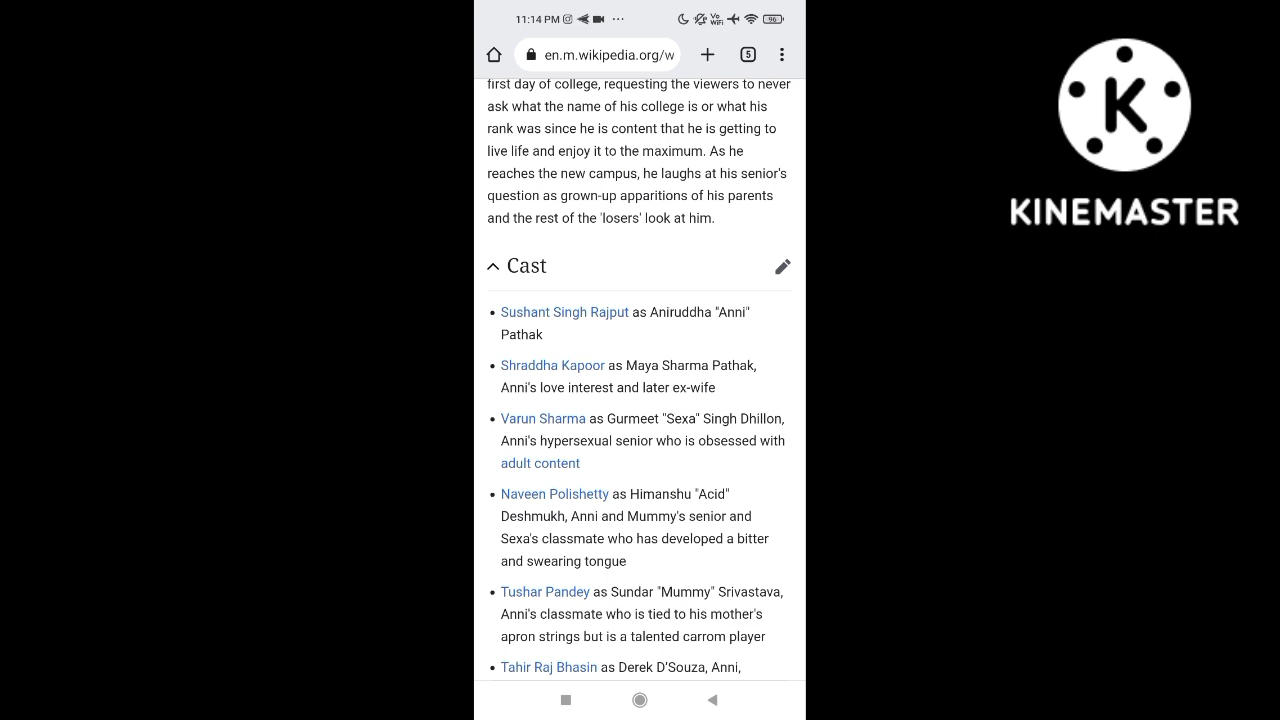 11:14 PM
Vo WiFi
96
en.m.wikipedia.org/w
5
first day of college, requesting the viewers to never
ask what the name of his college is or what his
rank was since he is content that he is getting to
live life and enjoy it to the maximum. As he
reaches the new campus, he laughs at his senior's
question as grown-up apparitions of his parents
and the rest of the 'losers' look at him.
Cast
• Sushant Singh Rajput as Aniruddha "Anni"
Pathak
• Shraddha Kapoor as Maya Sharma Pathak,
Anni's love interest and later ex-wife
• Varun Sharma as Gurmeet "Sexa" Singh Dhillon,
Anni's hypersexual senior who is obsessed with
adult content
• Naveen Polishetty as Himanshu "Acid"
Deshmukh, Anni and Mummy's senior and
Sexa's classmate who has developed a bitter
and swearing tongue
• Tushar Pandey as Sundar "Mummy" Srivastava,
Anni's classmate who is tied to his mother's
apron strings but is a talented carrom player
• Tahir Raj Bhasin as Derek D'Souza, Anni,
K
KINEMASTER